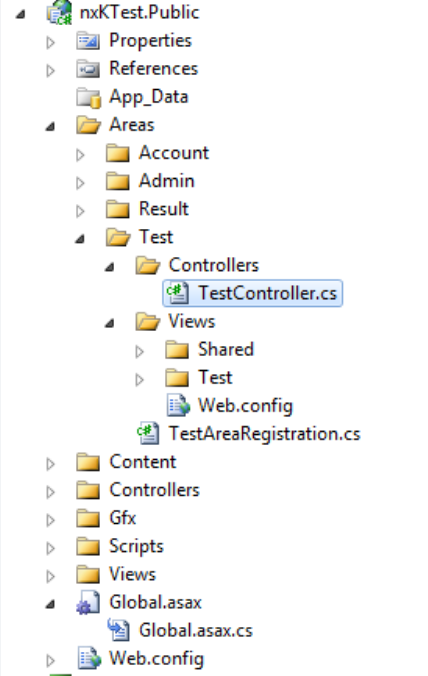 nxKTest.Public
Properties
References
App_Data
Areas
Account
Admin
Result
Test
Controllers
TestController.cs
Views
Shared
Test
Web.config
TestAreaRegistration.cs
Content
Controllers
Gfx
Scripts
Views
Global.asax
Global.asax.cs
Web.config